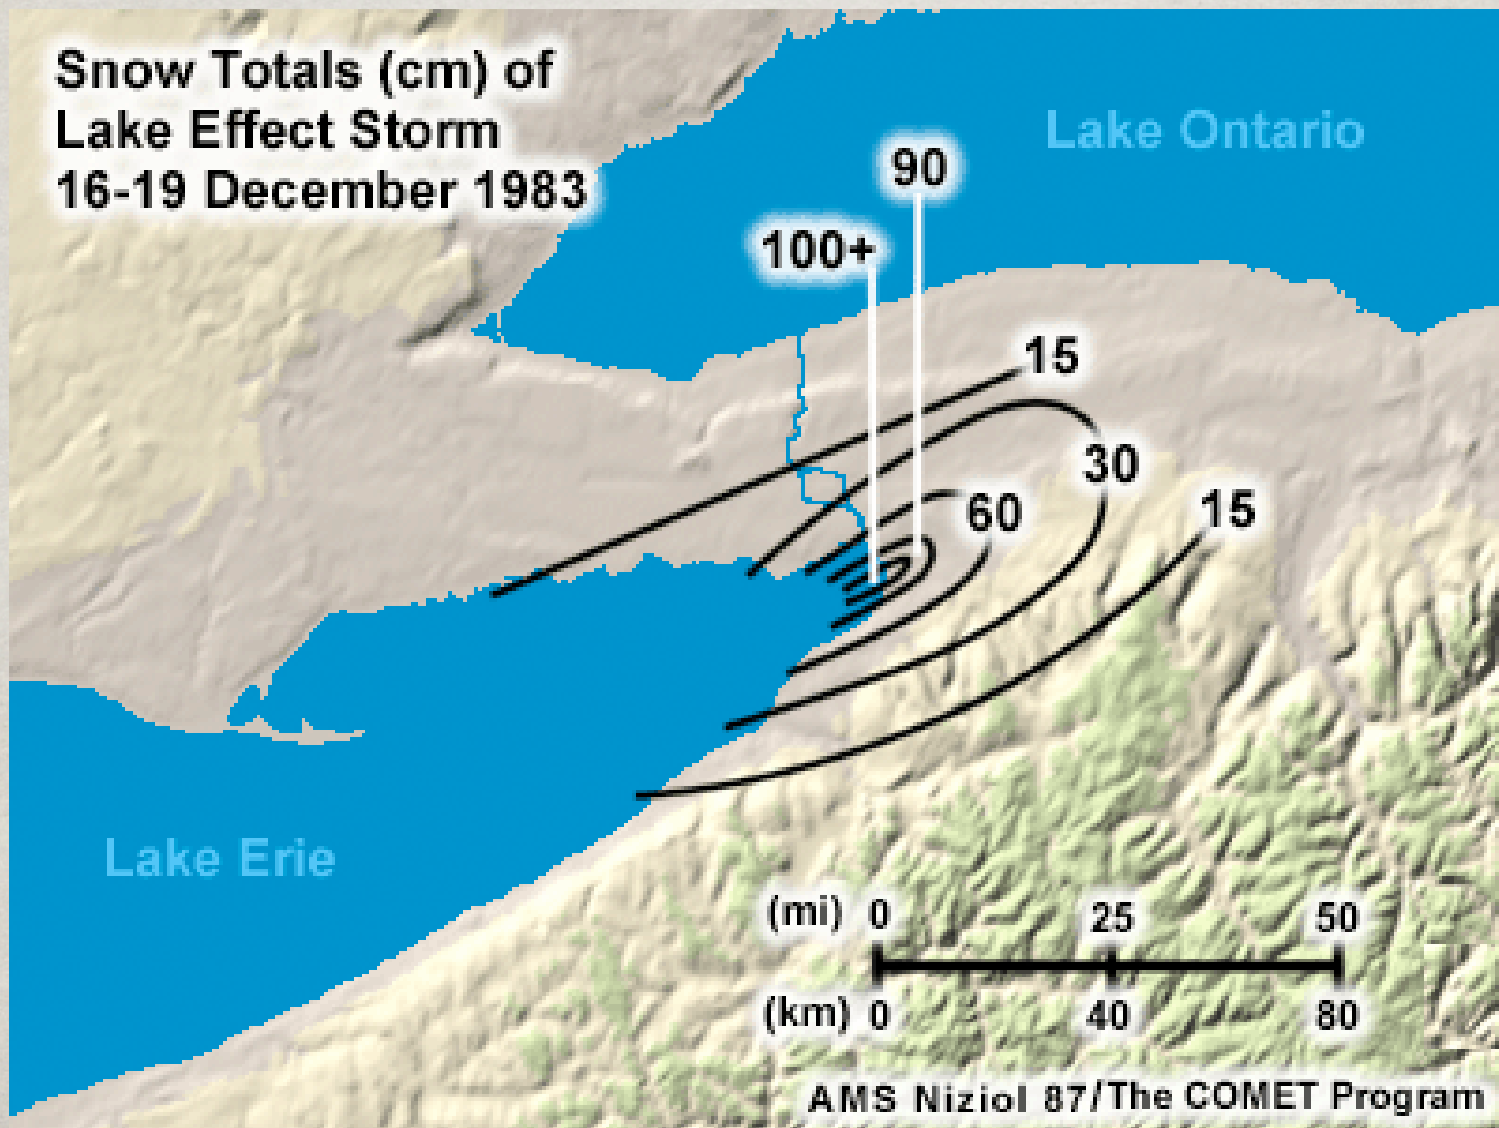 Snow Totals (cm) of
Lake Effect Storm
16-19 December 1983
Lake Ontario
90
100+
15
30
60
15
Lake Erie
(mi) 0 25 50
(km) 0 40 80
AMS Niziol 87/The COMET Program